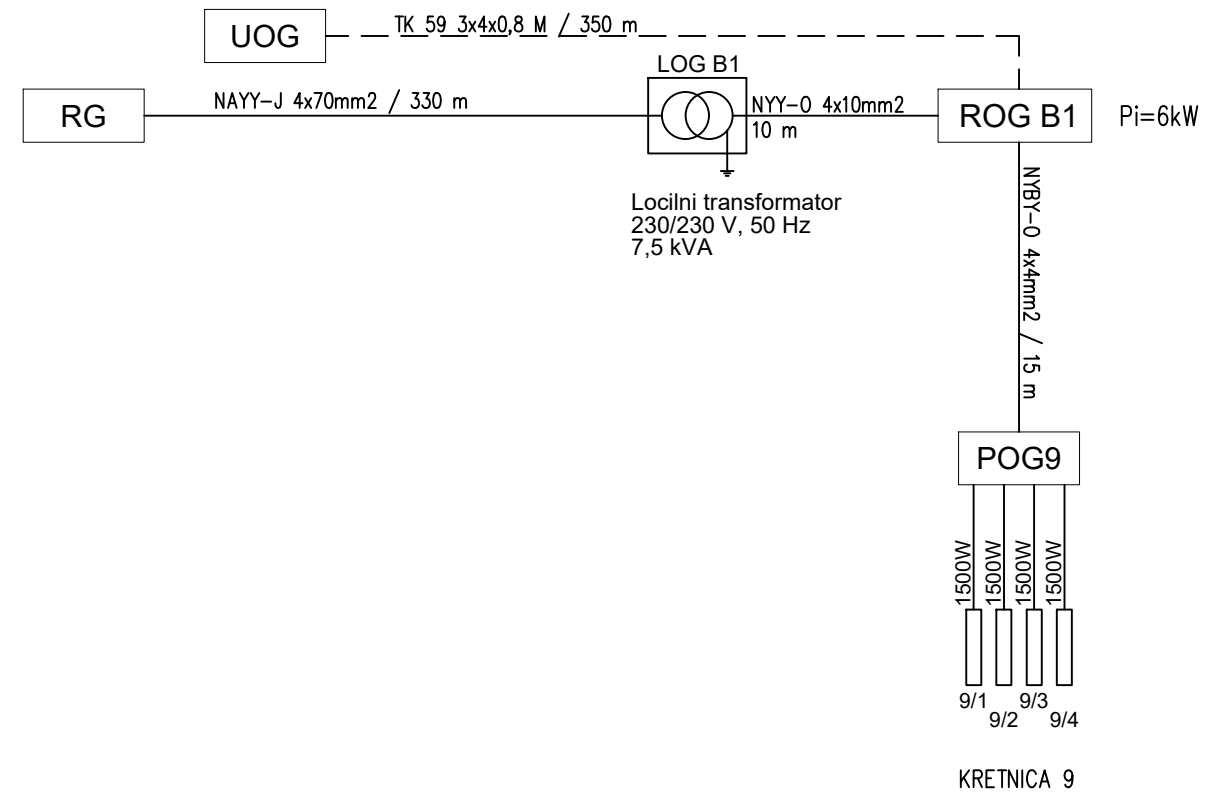 UOG
TK 59 3x4x0,8 M / 350 m
LOG B1
RG
NAYY-J 4x70mm2 / 330 m
NYY-O 4x10mm2
10 m
ROG B1
Pi=6kW
Locilni transformator
230/230 V, 50 Hz
7,5 kVA
NYBY-O 4x4mm2 / 15 m
POG9
1500W
1500W
1500W
1500W
9/1
9/2
9/3
9/4
KRETNICA 9